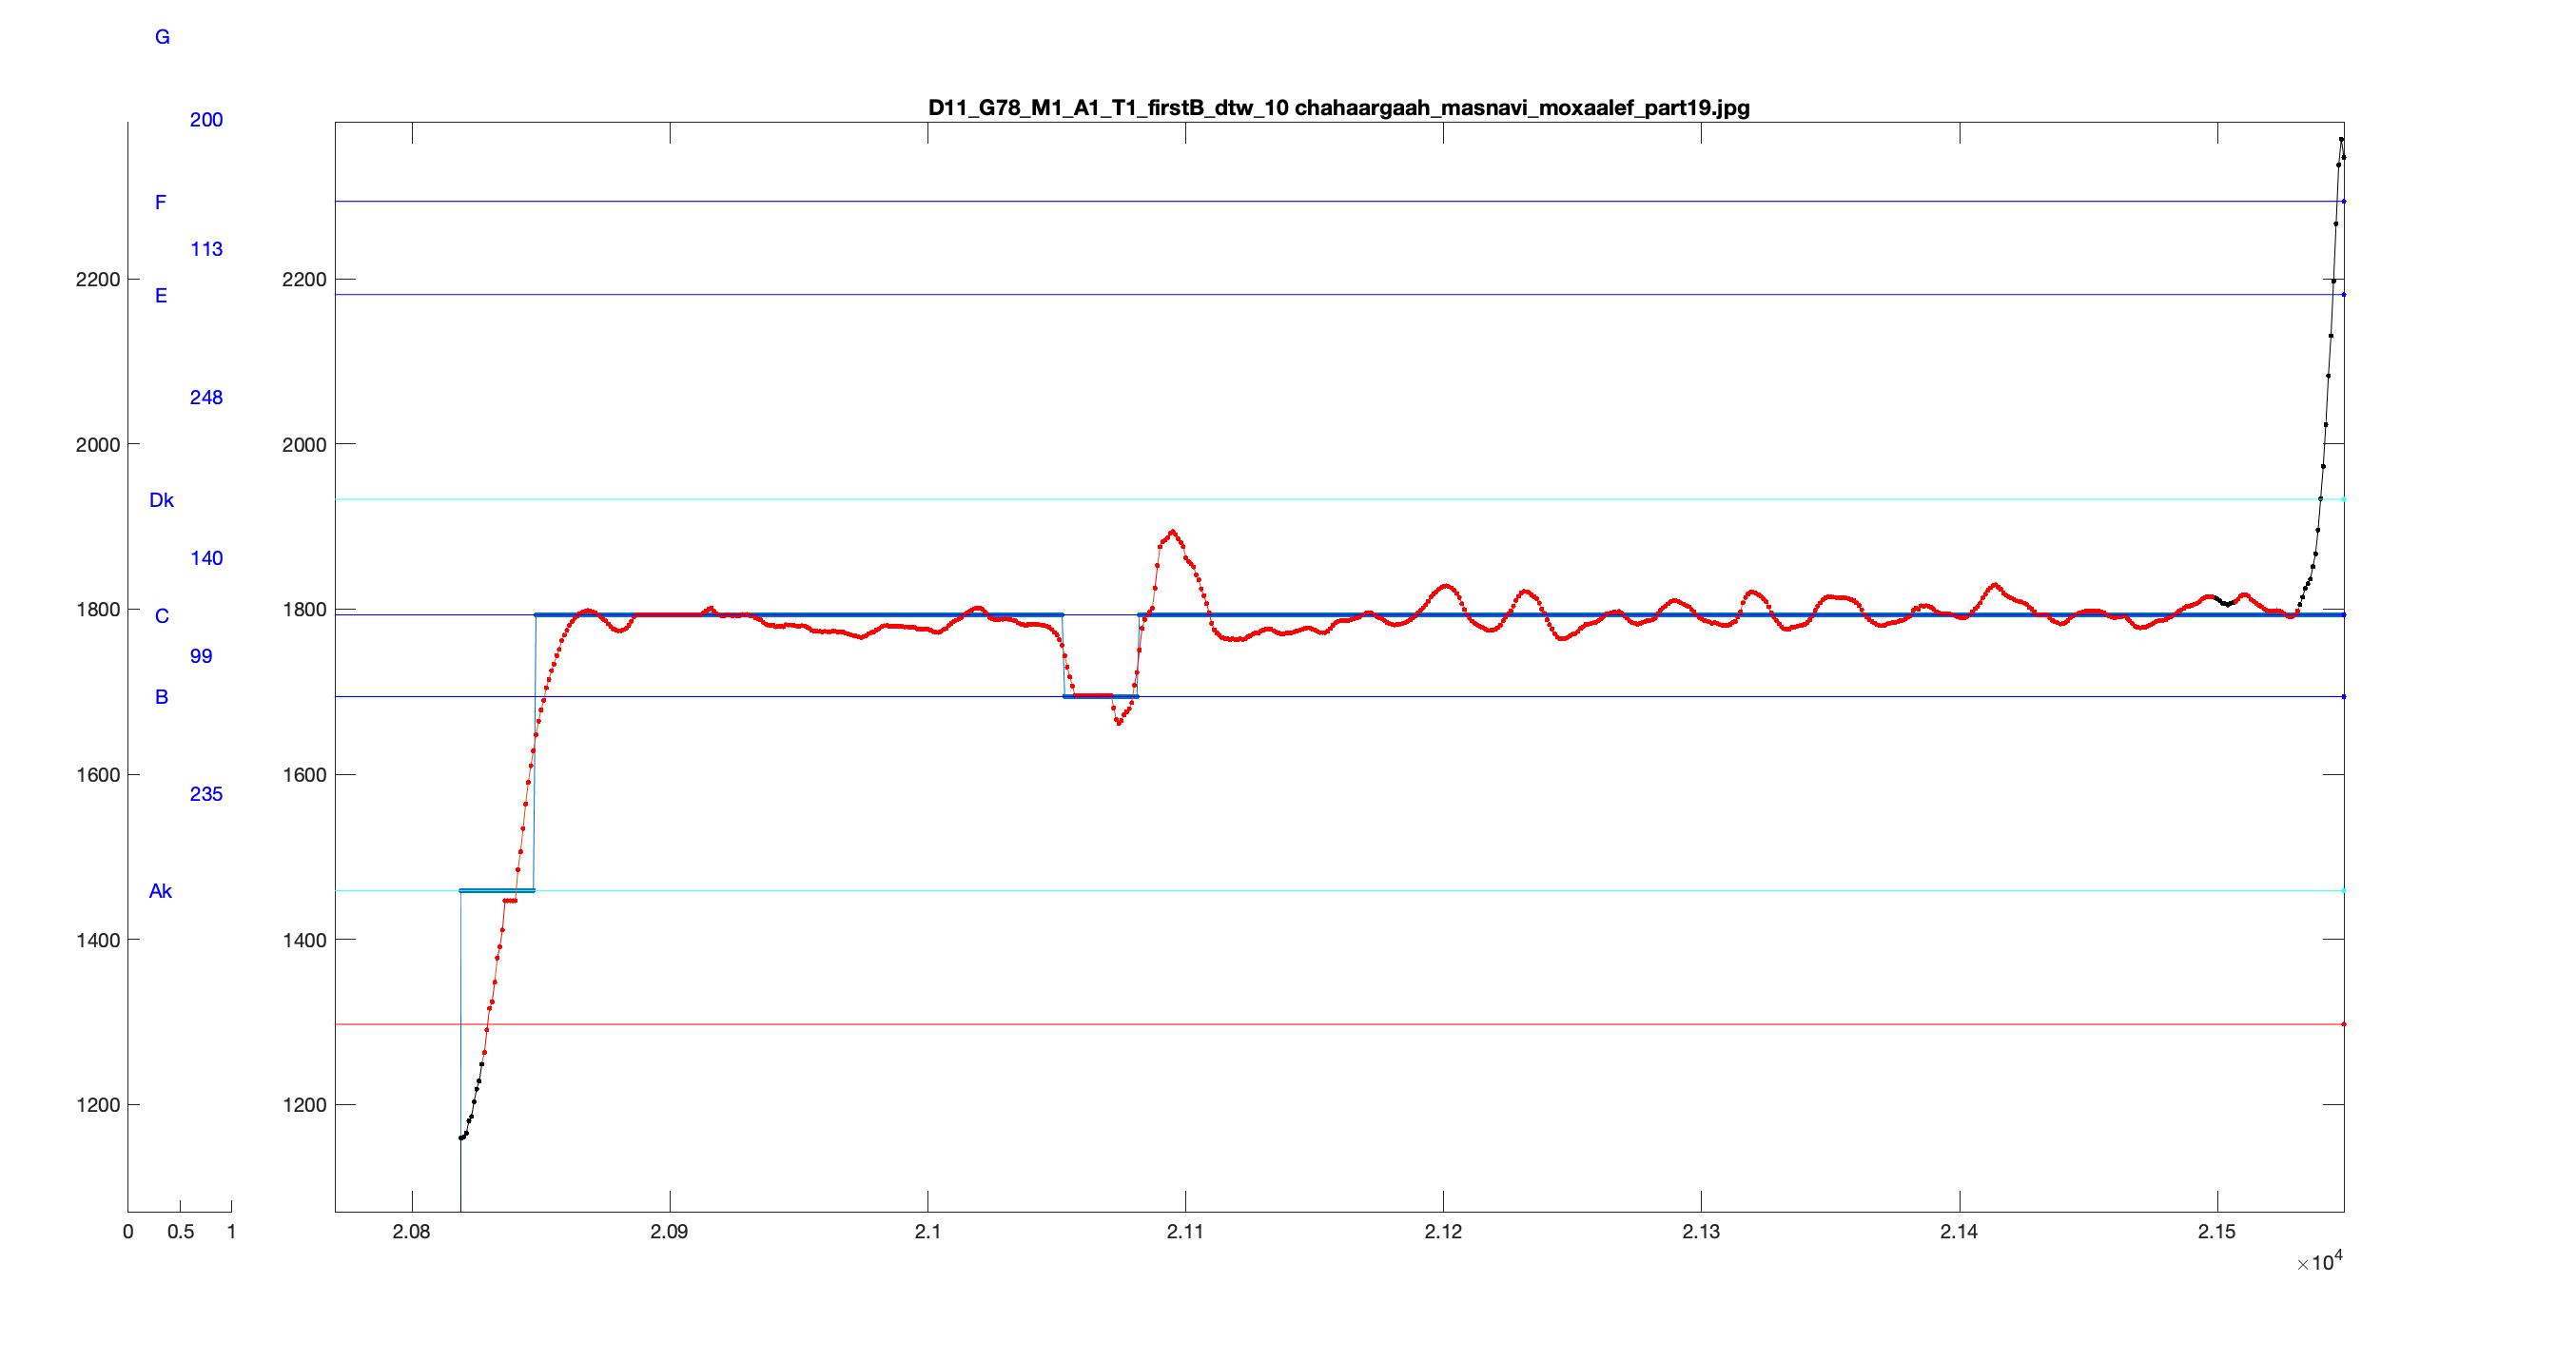 G
D11_G78_M1_A1_T1_firstB_dtw_10 chahaargaah_masnavi_moxaalef_part19.jpg
200
F
113
2200 E 2200
248
2000 2000
Dk
140
1800 C 1800
99
B
1600 1600
235
Ak
1400 1400
1200 1200
0 0.5 1 2.08 2.09 2.1 2.11 2.12 2.13 2.14 2.15
×10⁴